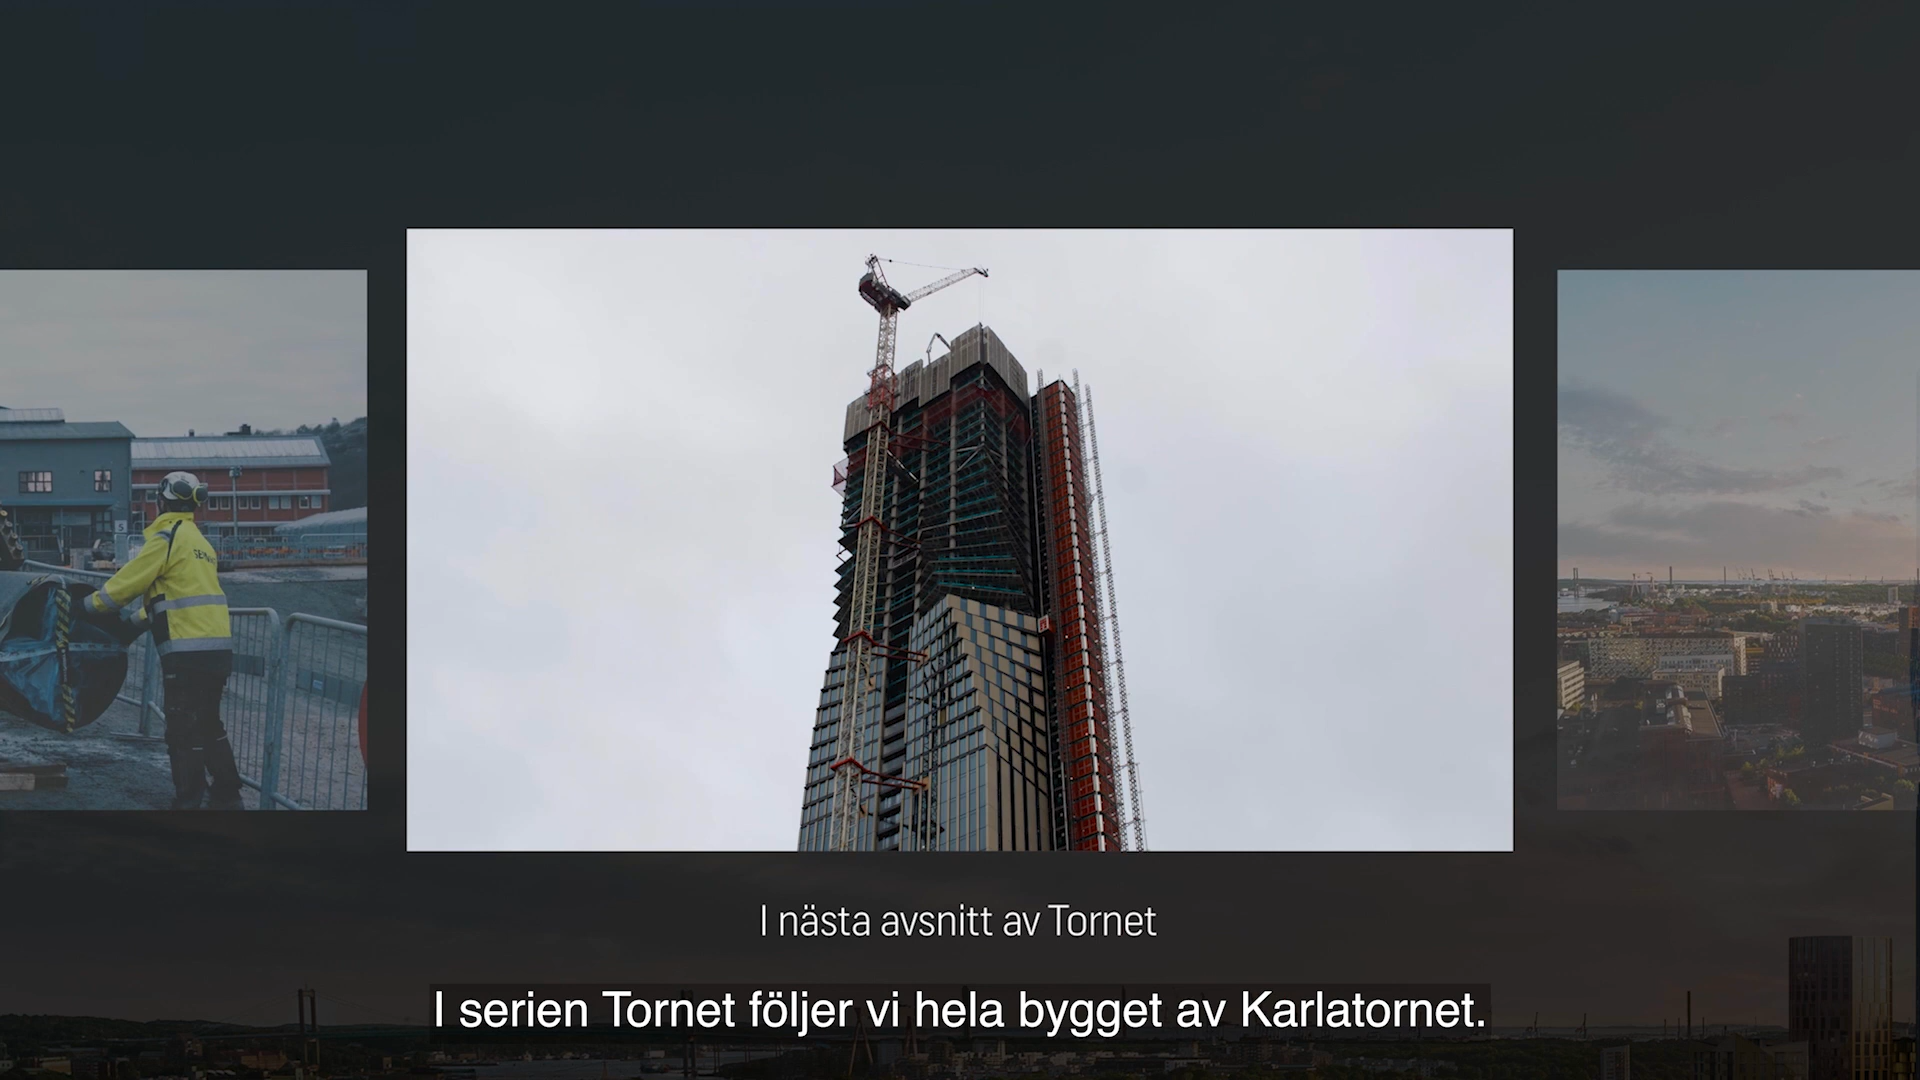 I nästa avsnitt av Tornet
I serien Tornet följer vi hela bygget av Karlatornet.